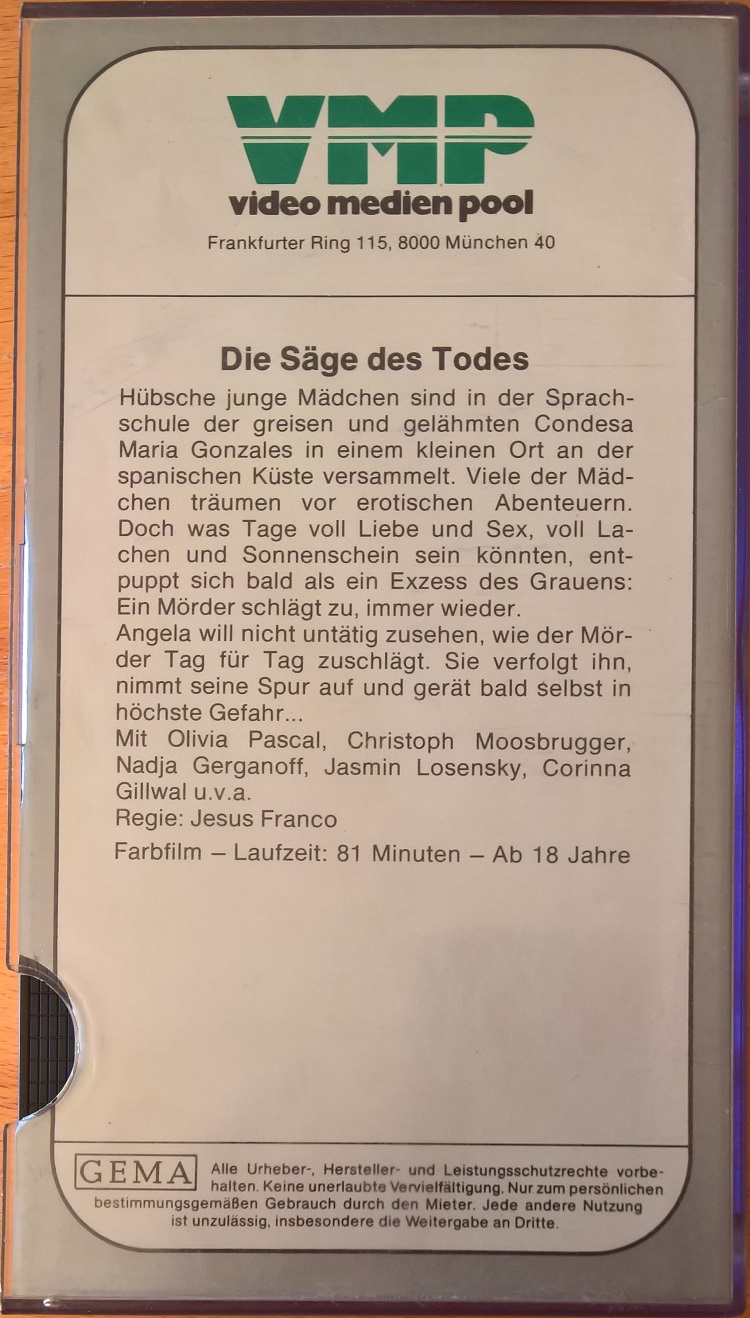 VMP
video medien pool
Frankfurter Ring 115, 8000 München 40
Die Säge des Todes
Hübsche junge Mädchen sind in der Sprach-
schule der greisen und gelähmten Condesa
Maria Gonzales in einem kleinen Ort an der
spanischen Küste versammelt. Viele der Mäd-
chen träumen vor erotischen Abenteuern.
Doch was Tage voll Liebe und Sex, voll La-
chen und Sonnenschein sein könnten, ent-
puppt sich bald als ein Exzess des Grauens:
Ein Mörder schlägt zu, immer wieder.
Angela will nicht untätig zusehen, wie der Mör-
der Tag für Tag zuschlägt. Sie verfolgt ihn,
nimmt seine Spur auf und gerät bald selbst in
höchste Gefahr...
Mit Olivia Pascal, Christoph Moosbrugger,
Nadja Gerganoff, Jasmin Losensky, Corinna
Gillwal u.v.a.
Regie: Jesus Franco
Farbfilm – Laufzeit: 81 Minuten – Ab 18 Jahre
GEMA
Alle Urheber-, Hersteller- und Leistungsschutzrechte vorbe-
halten. Keine unerlaubte Vervielfältigung. Nur zum persönlichen
bestimmungsgemäßen Gebrauch durch den Mieter. Jede andere Nutzung
ist unzulässig, insbesondere die Weitergabe an Dritte.